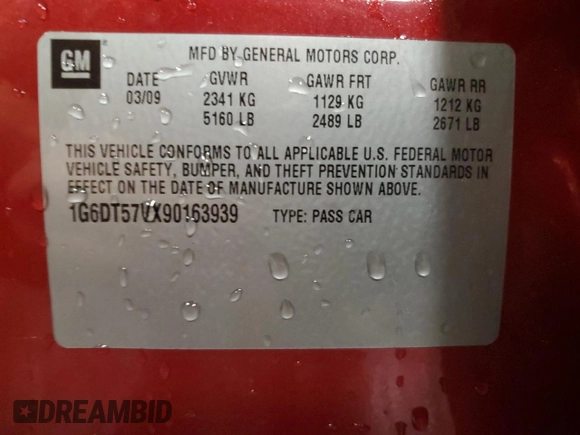 GM
MFD BY GENERAL MOTORS CORP.
DATE GVWR GAWR FRT GAWR RR
03/09 2341 KG 1129 KG 1212 KG
5160 LB 2489 LB 2671 LB
THIS VEHICLE CONFORMS TO ALL APPLICABLE U.S. FEDERAL MOTOR
VEHICLE SAFETY, BUMPER, AND THEFT PREVENTION STANDARDS IN
EFFECT ON THE DATE OF MANUFACTURE SHOWN ABOVE.
1G6DT57VX90163939 TYPE: PASS CAR
DREAMBID